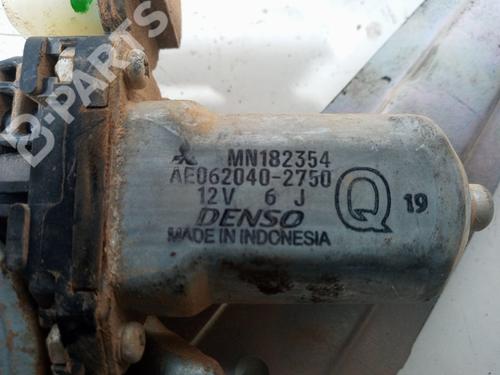 B-PARTS
MN182354
AE062040-2750
12V 6 J
DENSO
MADE IN INDONESIA
Q 19